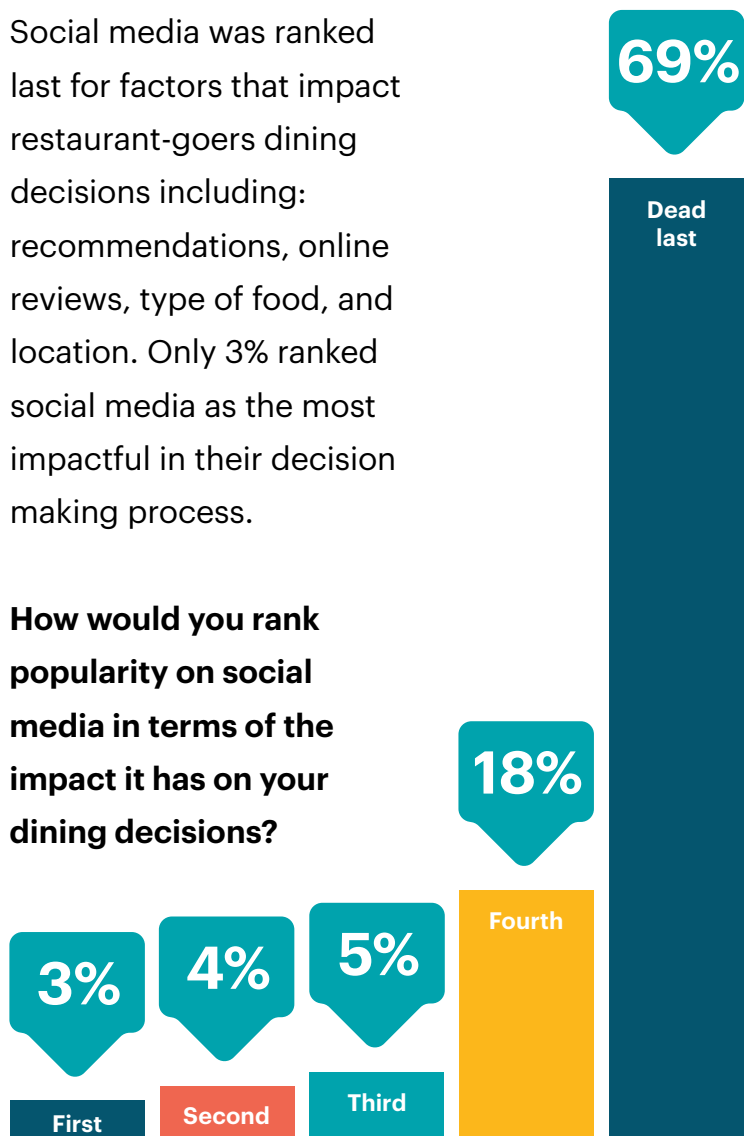 Social media was ranked
last for factors that impact
restaurant-goers dining
decisions including:
recommendations, online
reviews, type of food, and
location. Only 3% ranked
social media as the most
impactful in their decision
making process.
How would you rank
popularity on social
media in terms of the
impact it has on your
dining decisions?
3%
First
4%
Second
5%
Third
18%
Fourth
69%
Dead
last